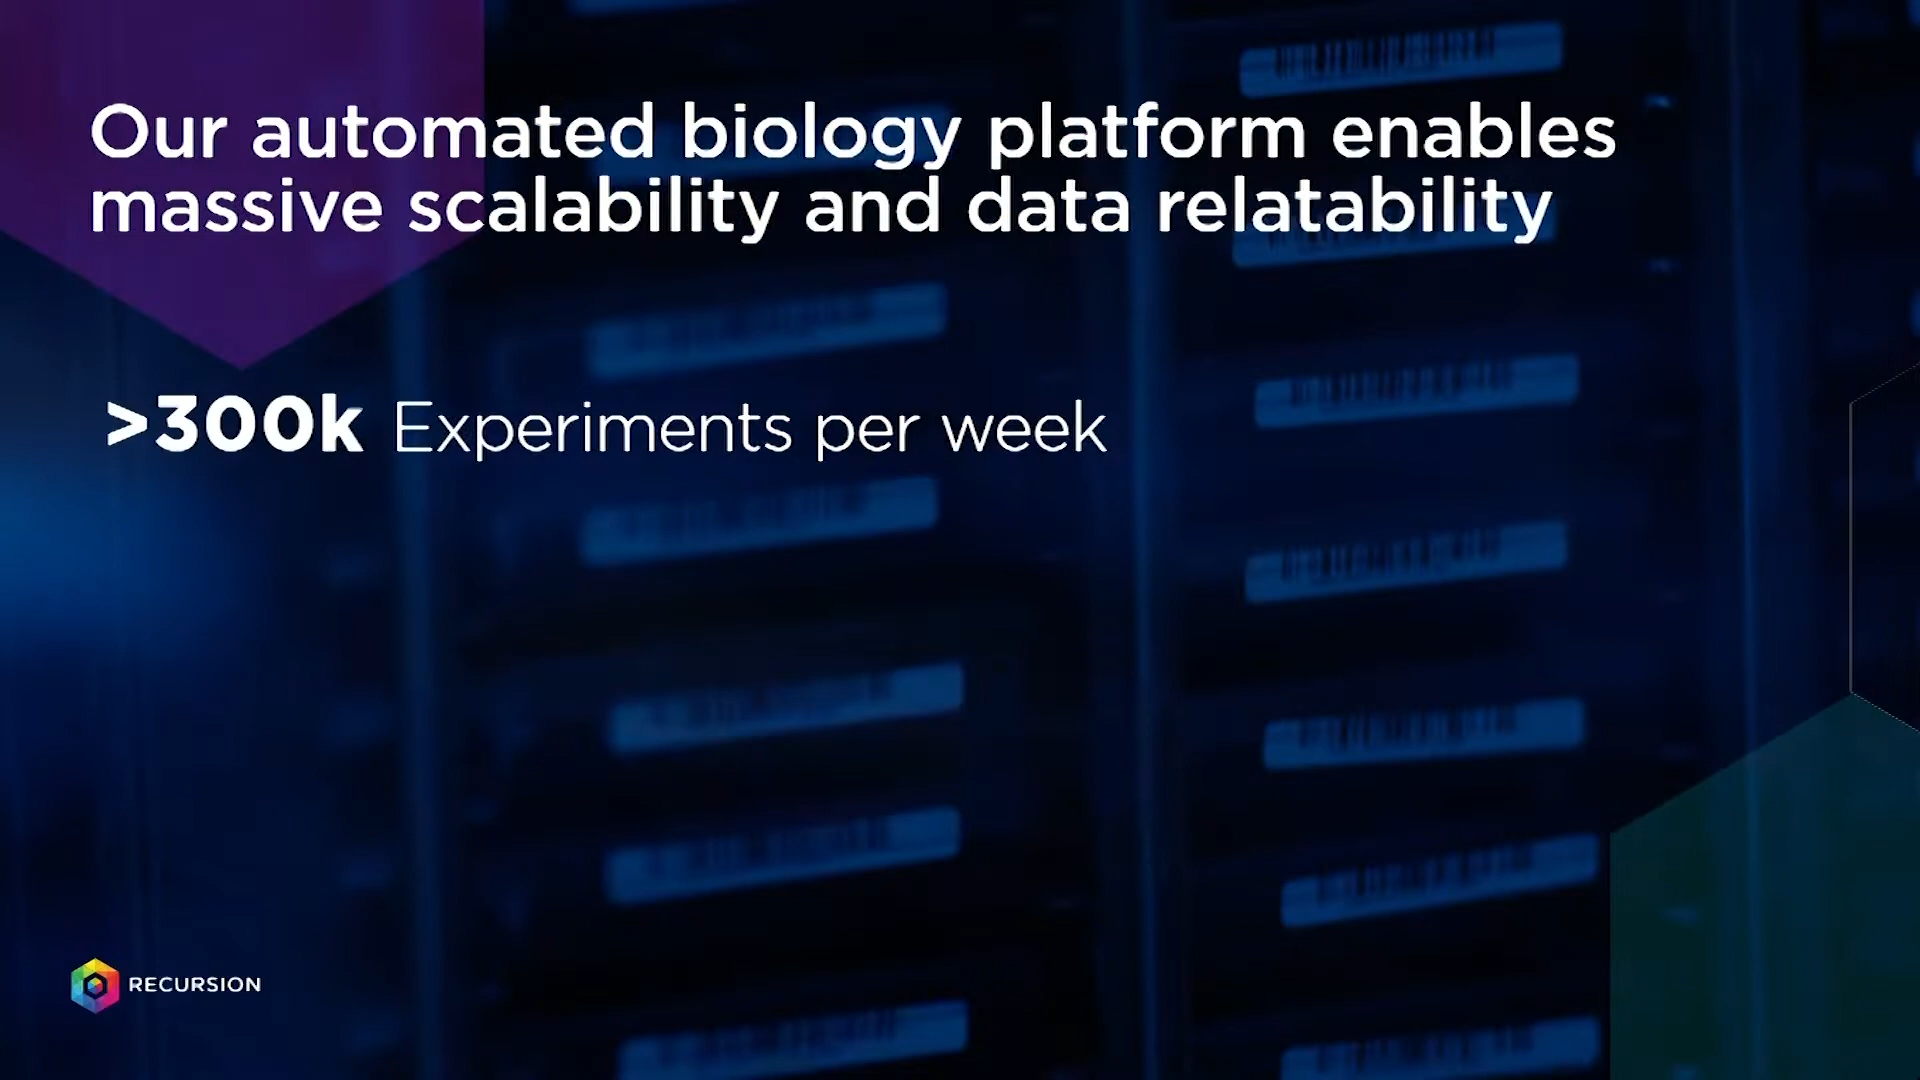 Our automated biology platform enables
massive scalability and data relatability
>300k Experiments per week
RECURSION